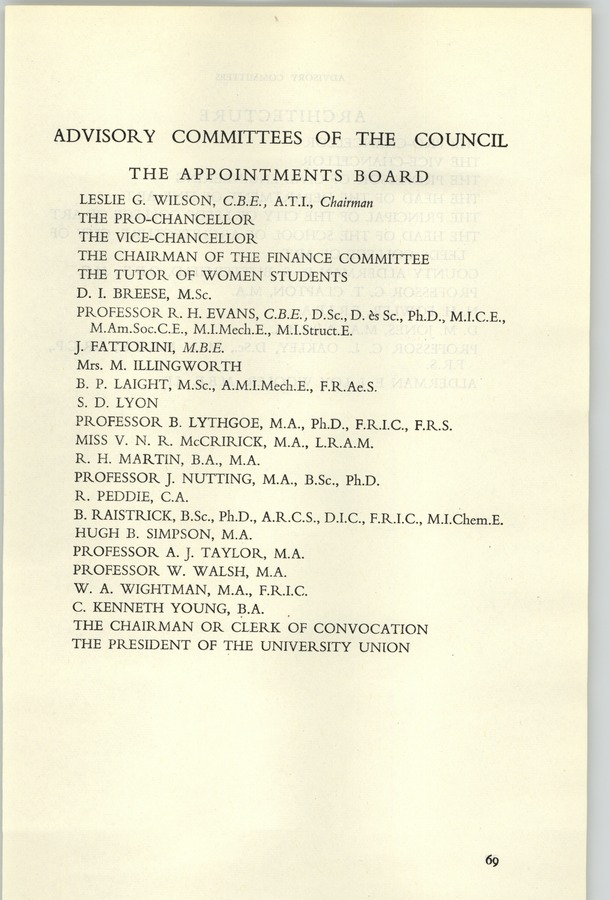 ADVISORY COMMITTEES OF THE COUNCIL
THE APPOINTMENTS BOARD
LESLIE G. WILSON, C.B.E., A.T.I., Chairman
THE PRO-CHANCELLOR
THE VICE-CHANCELLOR
THE CHAIRMAN OF THE FINANCE COMMITTEE
THE TUTOR OF WOMEN STUDENTS
D. I. BREESE, M.Sc.
PROFESSOR R. H. EVANS, C.B.E., D.Sc., D. ès Sc., Ph.D., M.I.C.E.,
M.Am.Soc.C.E., M.I.Mech.E., M.I.Struct.E.
J. FATTORINI, M.B.E.
Mrs. M. ILLINGWORTH
B. P. LAIGHT, M.Sc., A.M.I.Mech.E., F.R.Ae.S.
S. D. LYON
PROFESSOR B. LYTHGOE, M.A., Ph.D., F.R.I.C., F.R.S.
MISS V. N. R. McCRIRICK, M.A., L.R.A.M.
R. H. MARTIN, B.A., M.A.
PROFESSOR J. NUTTING, M.A., B.Sc., Ph.D.
R. PEDDIE, C.A.
B. RAISTRICK, B.Sc., Ph.D., A.R.C.S., D.I.C., F.R.I.C., M.I.Chem.E.
HUGH B. SIMPSON, M.A.
PROFESSOR A. J. TAYLOR, M.A.
PROFESSOR W. WALSH, M.A.
W. A. WIGHTMAN, M.A., F.R.I.C.
C. KENNETH YOUNG, B.A.
THE CHAIRMAN OR CLERK OF CONVOCATION
THE PRESIDENT OF THE UNIVERSITY UNION
69